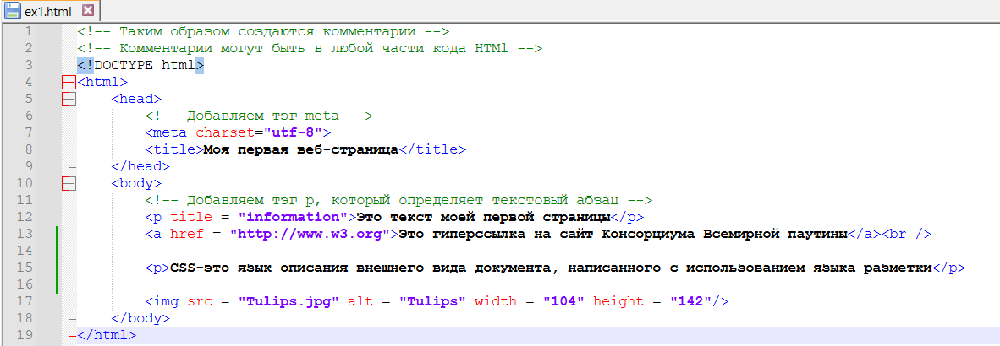 ex1.html
1 <!-- Таким образом создаются комментарии -->
2 <!-- Комментарии могут быть в любой части кода HTMl -->
3 <!DOCTYPE html>
4 <html>
5 <head>
6 <!-- Добавляем тэг meta -->
7 <meta charset="utf-8">
8 <title>Моя первая веб-страница</title>
9 </head>
10 <body>
11 <!-- Добавляем тэг p, который определяет текстовый абзац -->
12 <p title = "information">Это текст моей первой страницы</p>
13 <a href = "http://www.w3.org">Это гиперссылка на сайт Консорциума Всемирной паутины</a><br />
14
15 <p>CSS-это язык описания внешнего вида документа, написанного с использованием языка разметки</p>
16
17 <img src = "Tulips.jpg" alt = "Tulips" width = "104" height = "142"/>
18 </body>
19 </html>